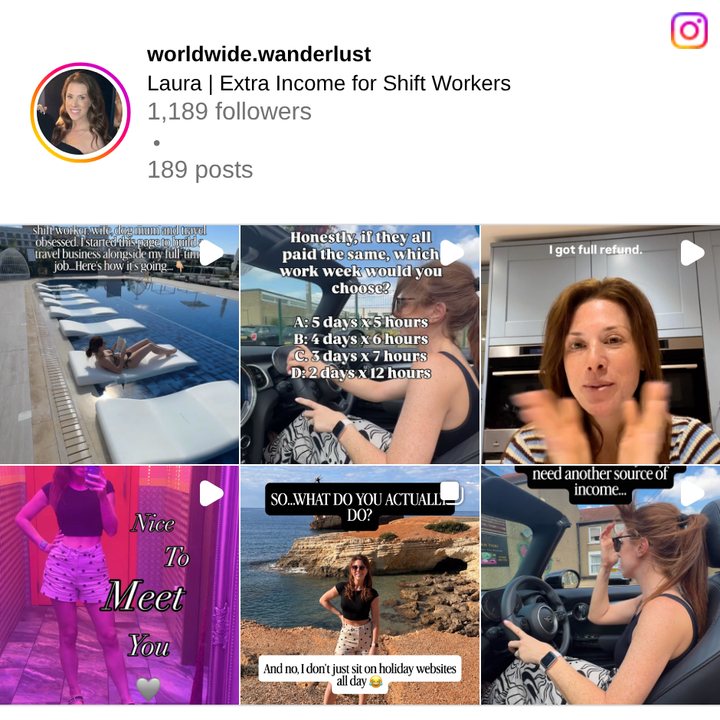 worldwide.wanderlust
Laura | Extra Income for Shift Workers
1,189 followers
•
189 posts
shift worker, wife, dog mum and travel
obsessed. I started this page to build a
travel business alongside my full-time
job...Here's how it's going... 👇🏻
Honestly, if they all
paid the same, which
work week would you
choose?
A: 5 days x 5 hours
B: 4 days x 6 hours
C: 3 days x 7 hours
D: 2 days x 12 hours
I got full refund.
Nice
To
Meet
You
SO...WHAT DO YOU ACTUALLY
DO?
And no, I don't just sit on holiday websites
all day 😂
need another source of
income...